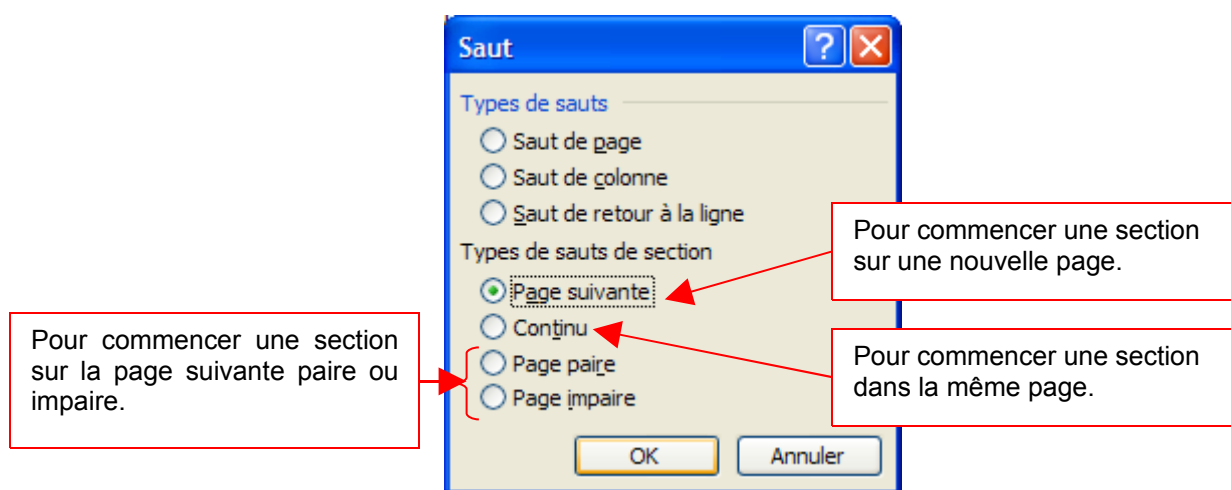 Saut
Types de sauts
Saut de page
Saut de colonne
Saut de retour à la ligne
Types de sauts de section
Page suivante
Continu
Page paire
Page impaire
OK
Annuler
Pour commencer une section
sur une nouvelle page.
Pour commencer une section
dans la même page.
Pour commencer une section
sur la page suivante paire ou
impaire.